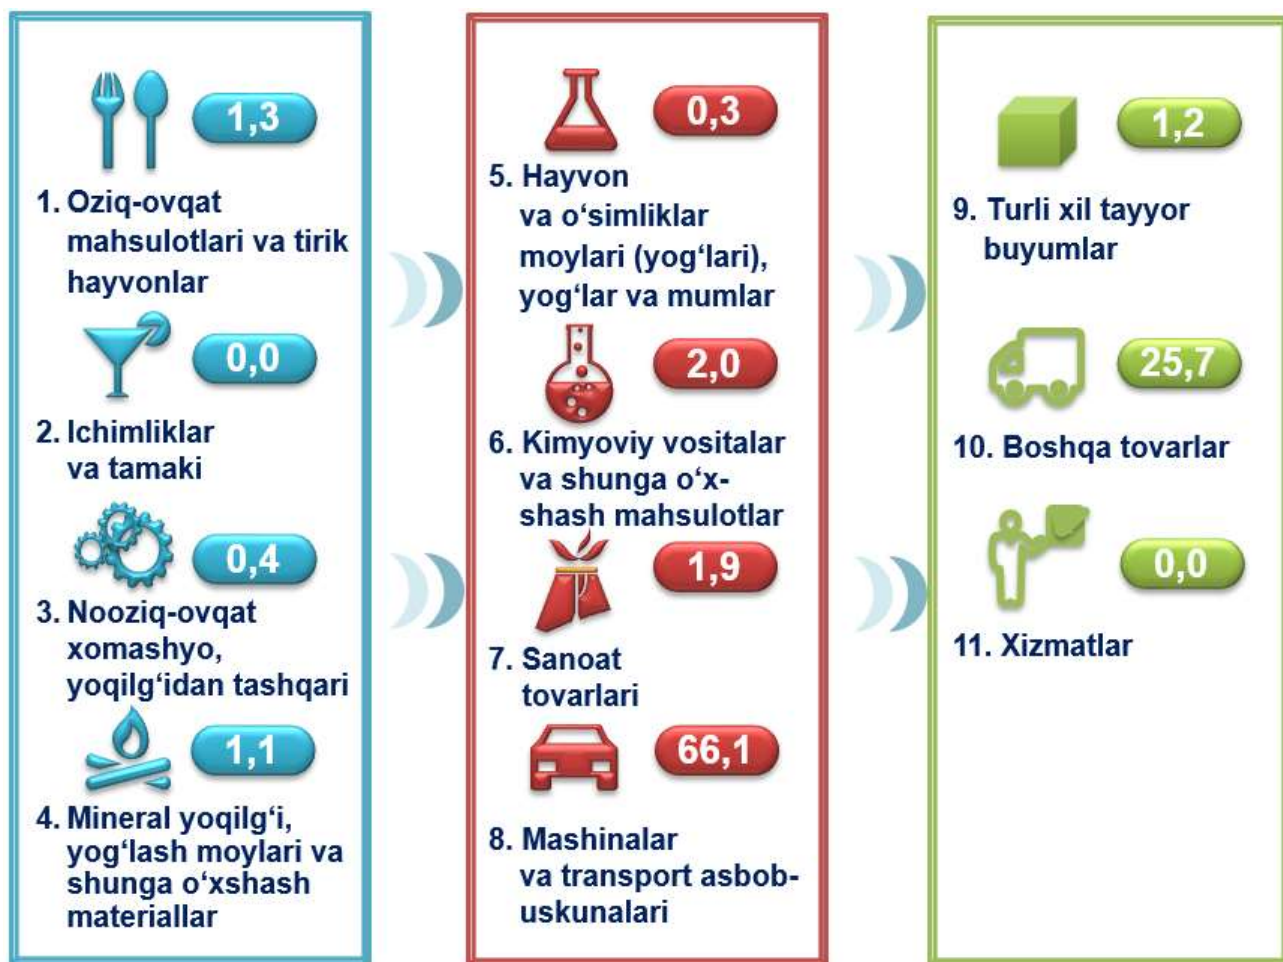 1,3
1. Oziq-ovqat
mahsulotlari va tirik
hayvonlar
0,0
2. Ichimliklar
va tamaki
0,4
3. Nooziq-ovqat
xomashyo,
yoqilg‘idan tashqari
1,1
4. Mineral yoqilg‘i,
yog‘lash moylari va
shunga o‘xshash
materiallar
0,3
5. Hayvon
va o‘simliklar
moylari (yog‘lari),
yog‘lar va mumlar
2,0
6. Kimyoviy vositalar
va shunga o‘x-
shash mahsulotlar
1,9
7. Sanoat
tovarlari
66,1
8. Mashinalar
va transport asbob-
uskunalari
1,2
9. Turli xil tayyor
buyumlar
25,7
10. Boshqa tovarlar
0,0
11. Xizmatlar